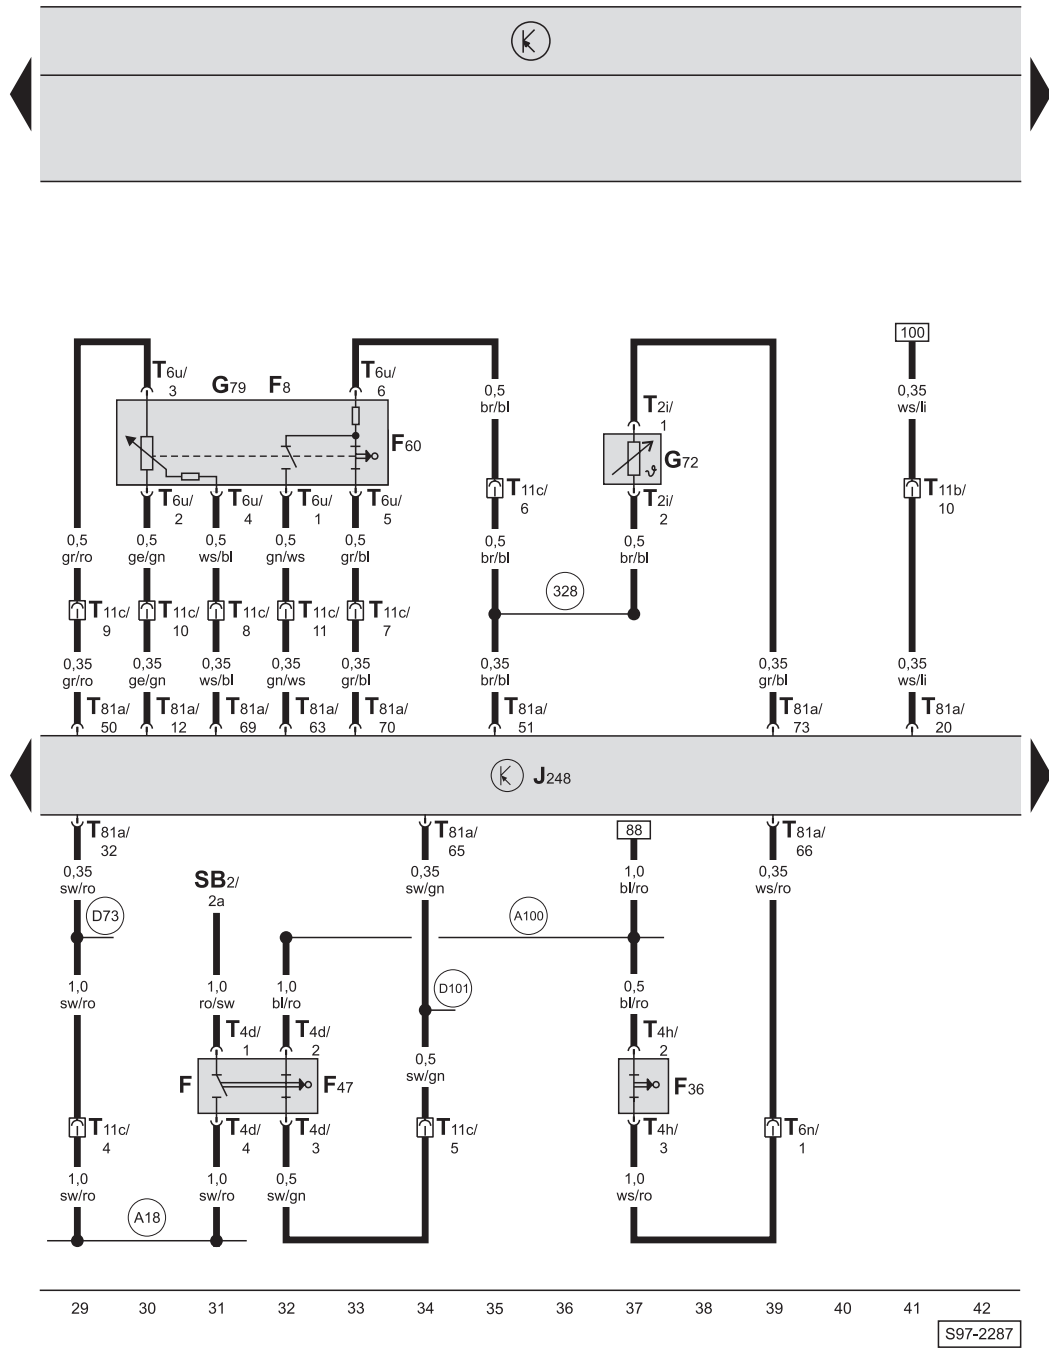 100
T6u/ 3
G79
F8
T6u/ 6
0,5 br/bl
0,35 ws/li
T2i/ 1
F60
G72
T6u/ 2
T6u/ 4
T6u/ 1
T6u/ 5
T11c/ 6
T2i/ 2
T11b/ 10
0,5 gr/ro
0,5 ge/gn
0,5 ws/bl
0,5 gn/ws
0,5 gr/bl
0,5 br/bl
0,5 br/bl
328
T11c/ 9
T11c/ 10
T11c/ 8
T11c/ 11
T11c/ 7
0,35 gr/ro
0,35 ge/gn
0,35 ws/bl
0,35 gn/ws
0,35 gr/bl
0,35 br/bl
0,35 gr/bl
0,35 ws/li
T81a/ 50
T81a/ 12
T81a/ 69
T81a/ 63
T81a/ 70
T81a/ 51
T81a/ 73
T81a/ 20
J248
T81a/ 32
T81a/ 65
88
T81a/ 66
0,35 sw/ro
SB2/ 2a
0,35 sw/gn
1,0 bl/ro
0,35 ws/ro
D73
A100
1,0 sw/ro
1,0 ro/sw
1,0 bl/ro
D101
0,5 bl/ro
T4d/ 1
T4d/ 2
0,5 sw/gn
T4h/ 2
F
F47
F36
T11c/ 4
T4d/ 4
T4d/ 3
T11c/ 5
T4h/ 3
T6n/ 1
1,0 sw/ro
1,0 sw/ro
0,5 sw/gn
1,0 ws/ro
A18
29 30 31 32 33 34 35 36 37 38 39 40 41 42
S97-2287